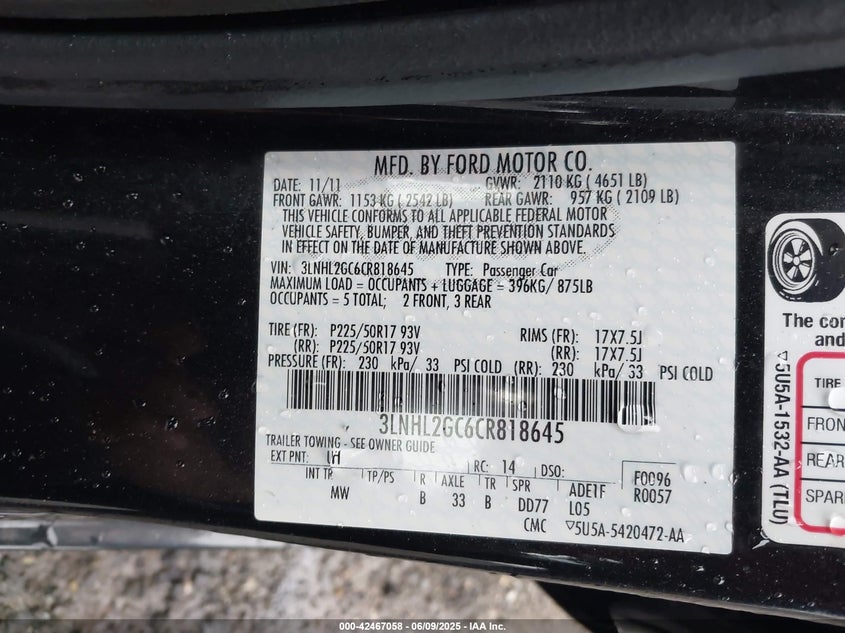 MFD. BY FORD MOTOR CO.
DATE: 11/11 GVWR: 2110 KG ( 4651 LB)
FRONT GAWR: 1153 KG ( 2542 LB) REAR GAWR: 957 KG ( 2109 LB)
THIS VEHICLE CONFORMS TO ALL APPLICABLE FEDERAL MOTOR
VEHICLE SAFETY, BUMPER, AND THEFT PREVENTION STANDARDS
IN EFFECT ON THE DATE OF MANUFACTURE SHOWN ABOVE.
VIN: 3LNHL2GC6CR818645 TYPE: Passenger Car
MAXIMUM LOAD = OCCUPANTS + LUGGAGE = 396KG/ 875LB
OCCUPANTS = 5 TOTAL; 2 FRONT, 3 REAR
TIRE (FR): P225/50R17 93V RIMS (FR): 17X7.5J
(RR): P225/50R17 93V (RR): 17X7.5J
PRESSURE (FR): 230 kPa/ 33 PSI COLD (RR): 230 kPa/ 33 PSI COLD
3LNHL2GC6CR818645
TRAILER TOWING - SEE OWNER GUIDE
EXT PNT: UH RC: 14 DSO: F0096
INT TR TP/PS R AXLE TR SPR ADE1F R0057
MW B 33 B DD77 L05
CMC ▽5U5A-5420472-AA
The con
and
▽5U5A-1532-AA (TLU)
TIRE
FRON
REAR
SPAR
000-42467058 - 06/09/2025 - IAA Inc.